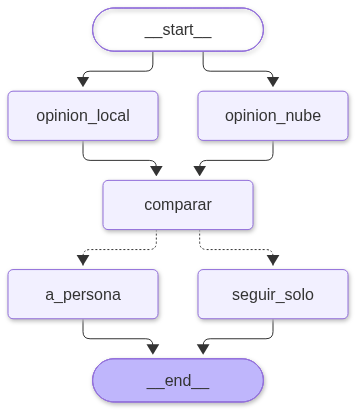 __start__
opinion_local
opinion_nube
comparar
a_persona
seguir_solo
__end__